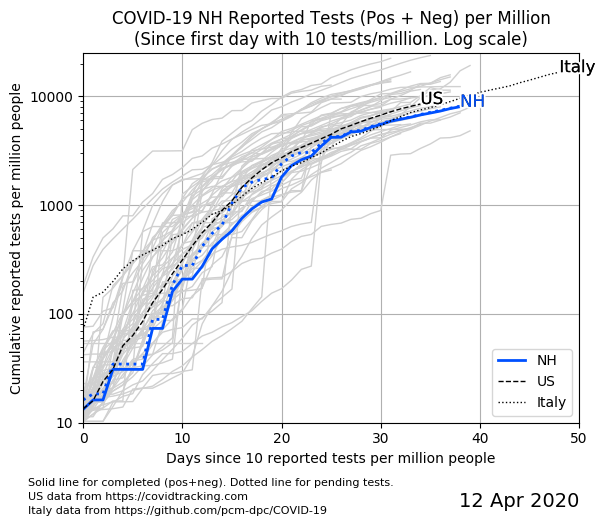 COVID-19 NH Reported Tests (Pos + Neg) per Million
(Since first day with 10 tests/million. Log scale)
Cumulative reported tests per million people
10000
1000
100
10
Italy
US
NH
NH
US
Italy
0 10 20 30 40 50
Days since 10 reported tests per million people
Solid line for completed (pos+neg). Dotted line for pending tests.
US data from https://covidtracking.com
Italy data from https://github.com/pcm-dpc/COVID-19
12 Apr 2020